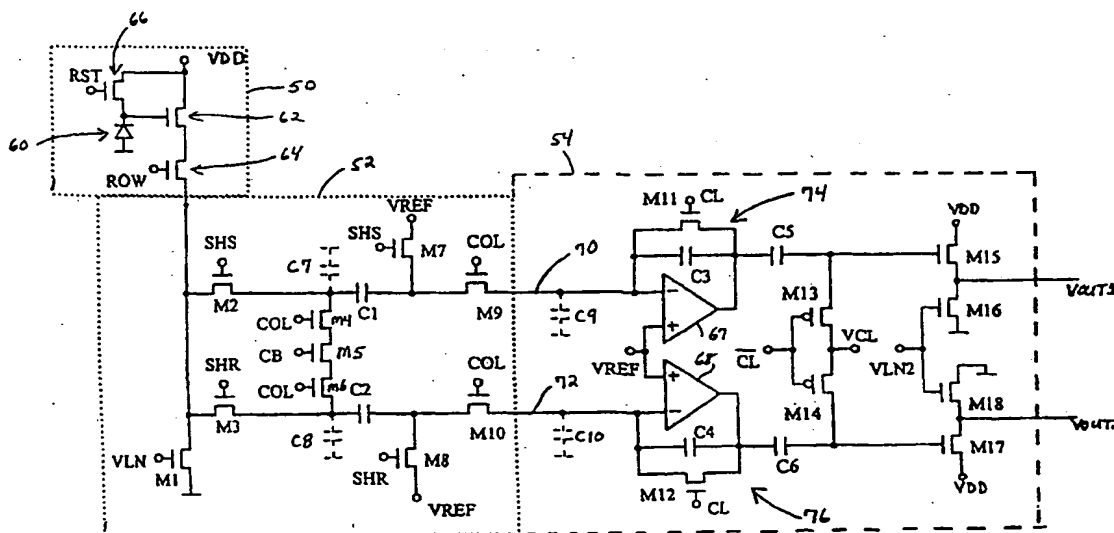 66
VDD
RST
50
60
62
64
ROW
52
54
VREF
M11
CL
74
SHS
SHS
M7
COL
C5
VDD
C7
C3
M15
M2
C1
M9
70
C9
M13
VOUTS
COL
M4
67
M16
CB
M5
VREF
CL
VCL
VLN2
SHR
COL
M6
COL
68
M14
M18
C2
72
M3
C8
M10
C10
C4
C6
VOUT
M17
VLN
M1
M8
SHR
M12
CL
VDD
VREF
76